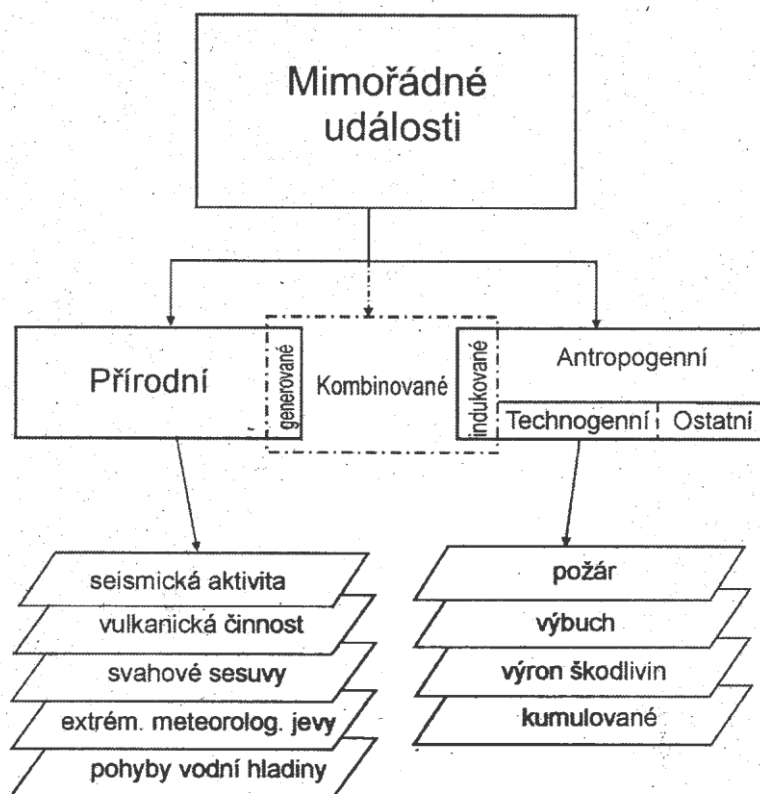 Mimořádné
události
Přírodní
generované
Kombinované
indukované
Antropogenní
Technogenní
Ostatní
seismická aktivita
vulkanická činnost
svahové sesuvy
extrém. meteorolog. jevy
pohyby vodní hladiny
požár
výbuch
výron škodlivin
kumulované